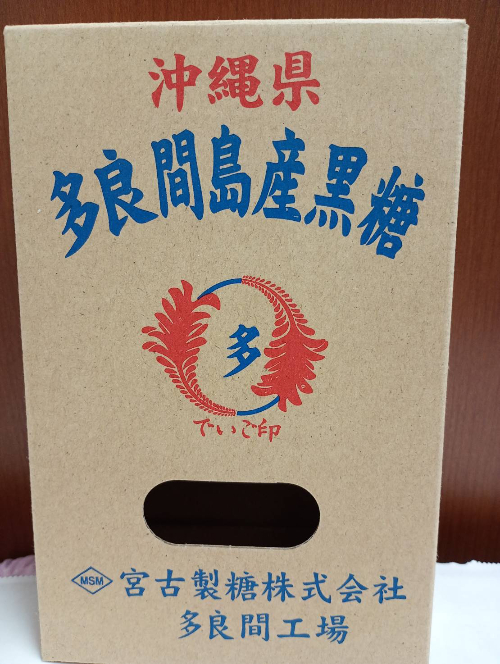 沖縄県
多良間島産黒糖
多
でいご印
MSM 宮古製糖株式会社
多良間工場